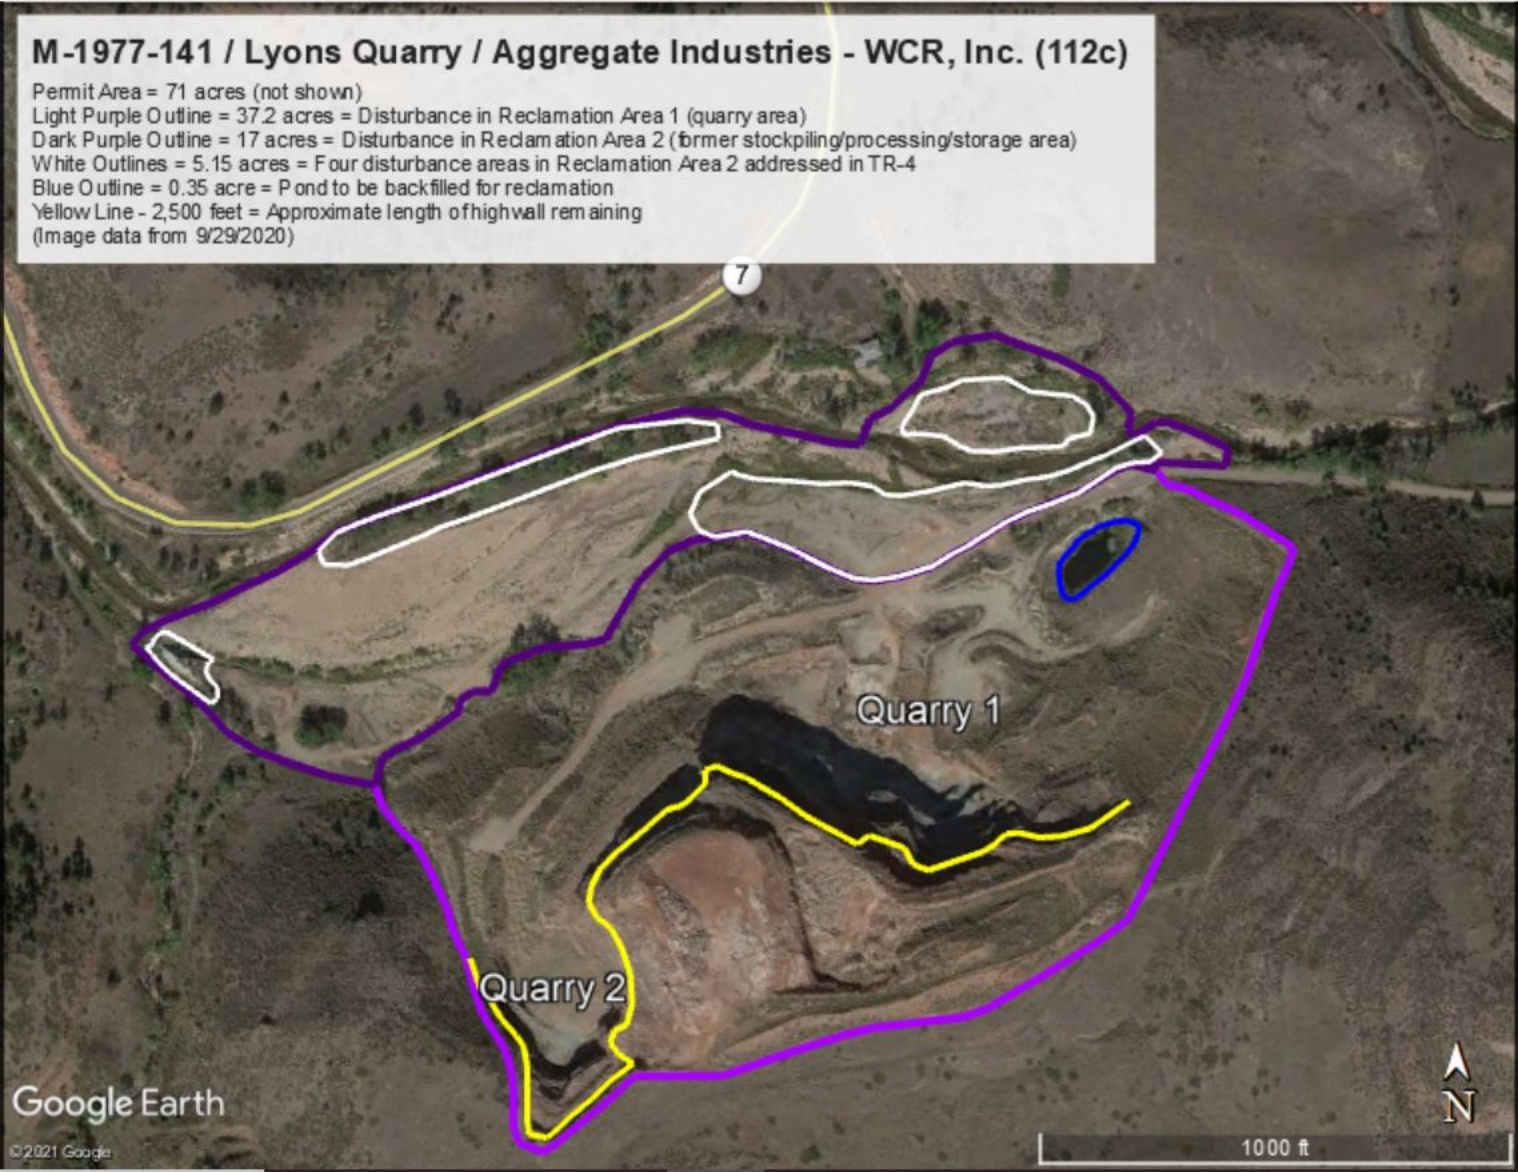 M-1977-141 / Lyons Quarry / Aggregate Industries - WCR, Inc. (112c)
Permit Area = 71 acres (not shown)
Light Purple Outline = 37.2 acres = Disturbance in Reclamation Area 1 (quarry area)
Dark Purple Outline = 17 acres = Disturbance in Reclamation Area 2 (former stockpiling/processing/storage area)
White Outlines = 5.15 acres = Four disturbance areas in Reclamation Area 2 addressed in TR-4
Blue Outline = 0.35 acre = Pond to be backfilled for reclamation
Yellow Line - 2,500 feet = Approximate length of highwall remaining
(Image data from 9/29/2020)
7
Quarry 1
Quarry 2
Google Earth
©2021 Google
N
1000 ft